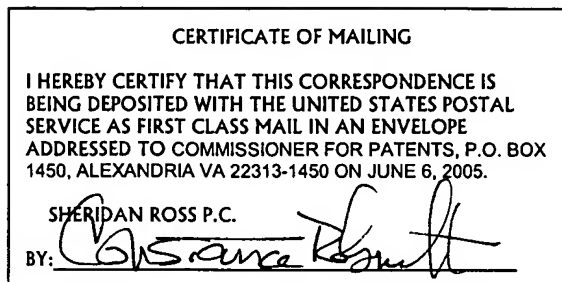 CERTIFICATE OF MAILING
I HEREBY CERTIFY THAT THIS CORRESPONDENCE IS
BEING DEPOSITED WITH THE UNITED STATES POSTAL
SERVICE AS FIRST CLASS MAIL IN AN ENVELOPE
ADDRESSED TO COMMISSIONER FOR PATENTS, P.O. BOX
1450, ALEXANDRIA VA 22313-1450 ON JUNE 6, 2005.
SHERIDAN ROSS P.C.
BY: Constance